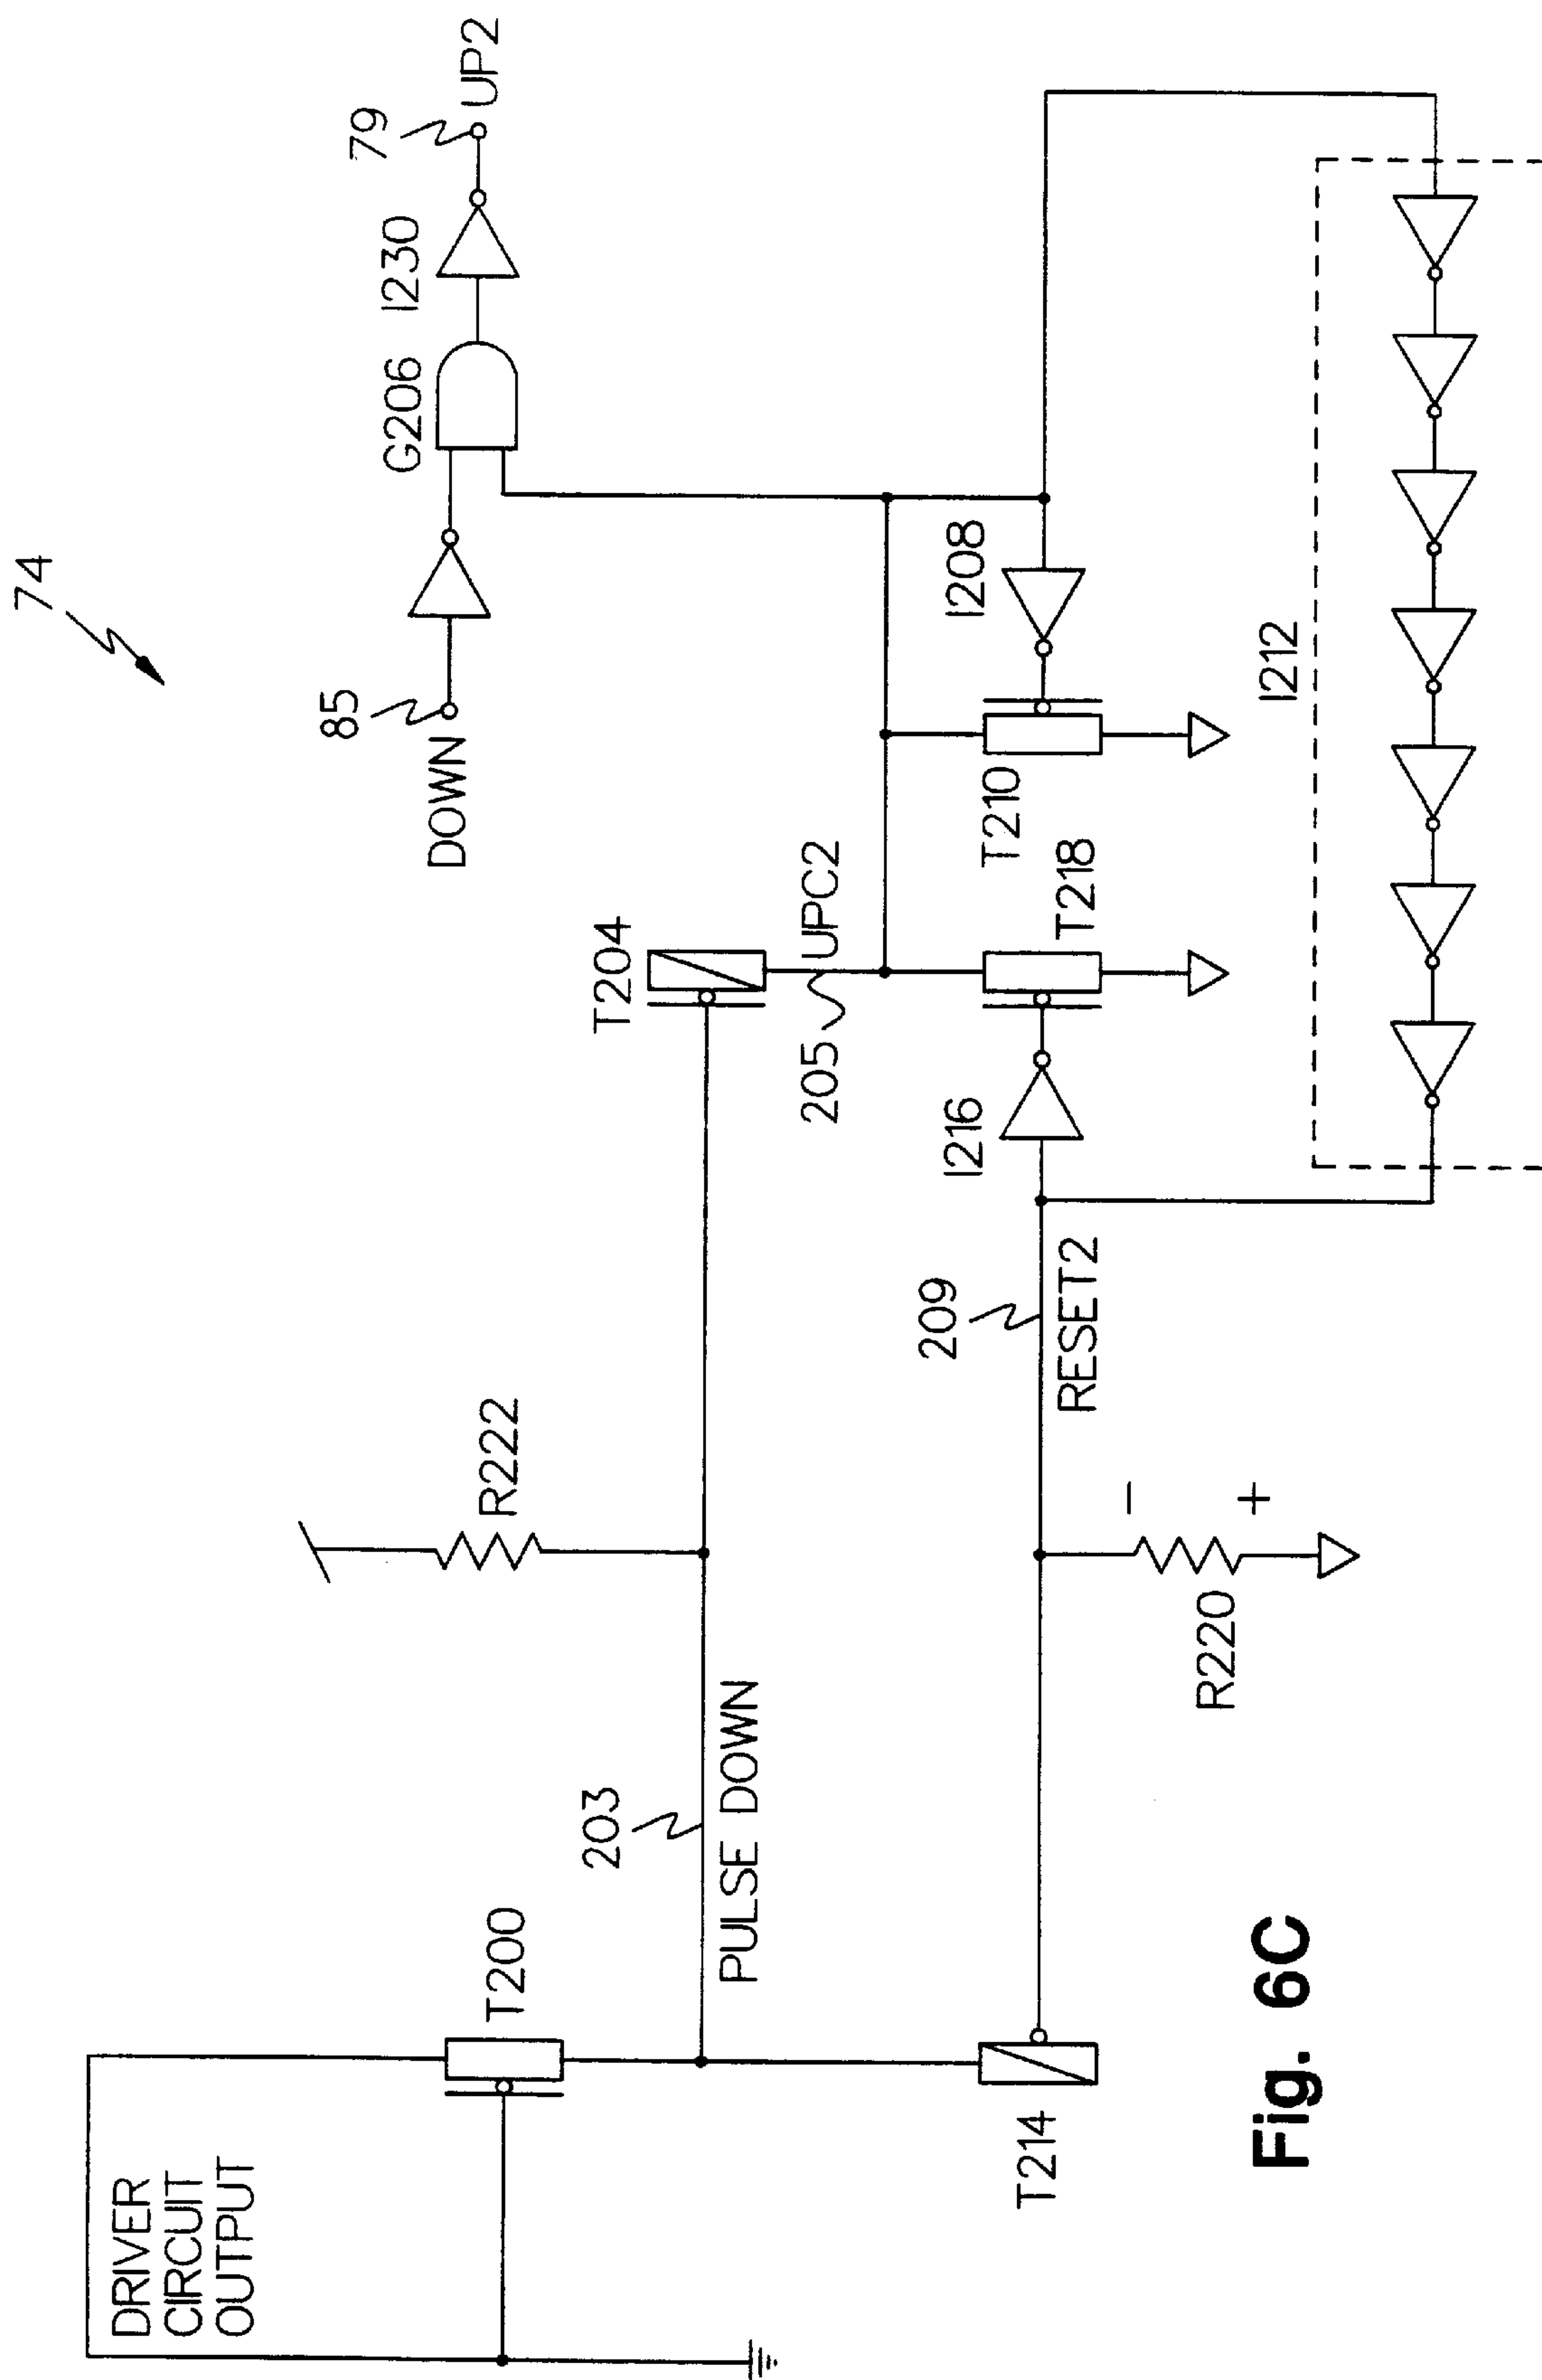 74
DRIVER
CIRCUIT
OUTPUT
T200
203
PULSE DOWN
R222
T204
205
UPC2
85
DOWN
G206
I230
79
UP2
T214
R220
-
+
209
RESET2
I216
T218
T210
I208
I212
Fig. 6C